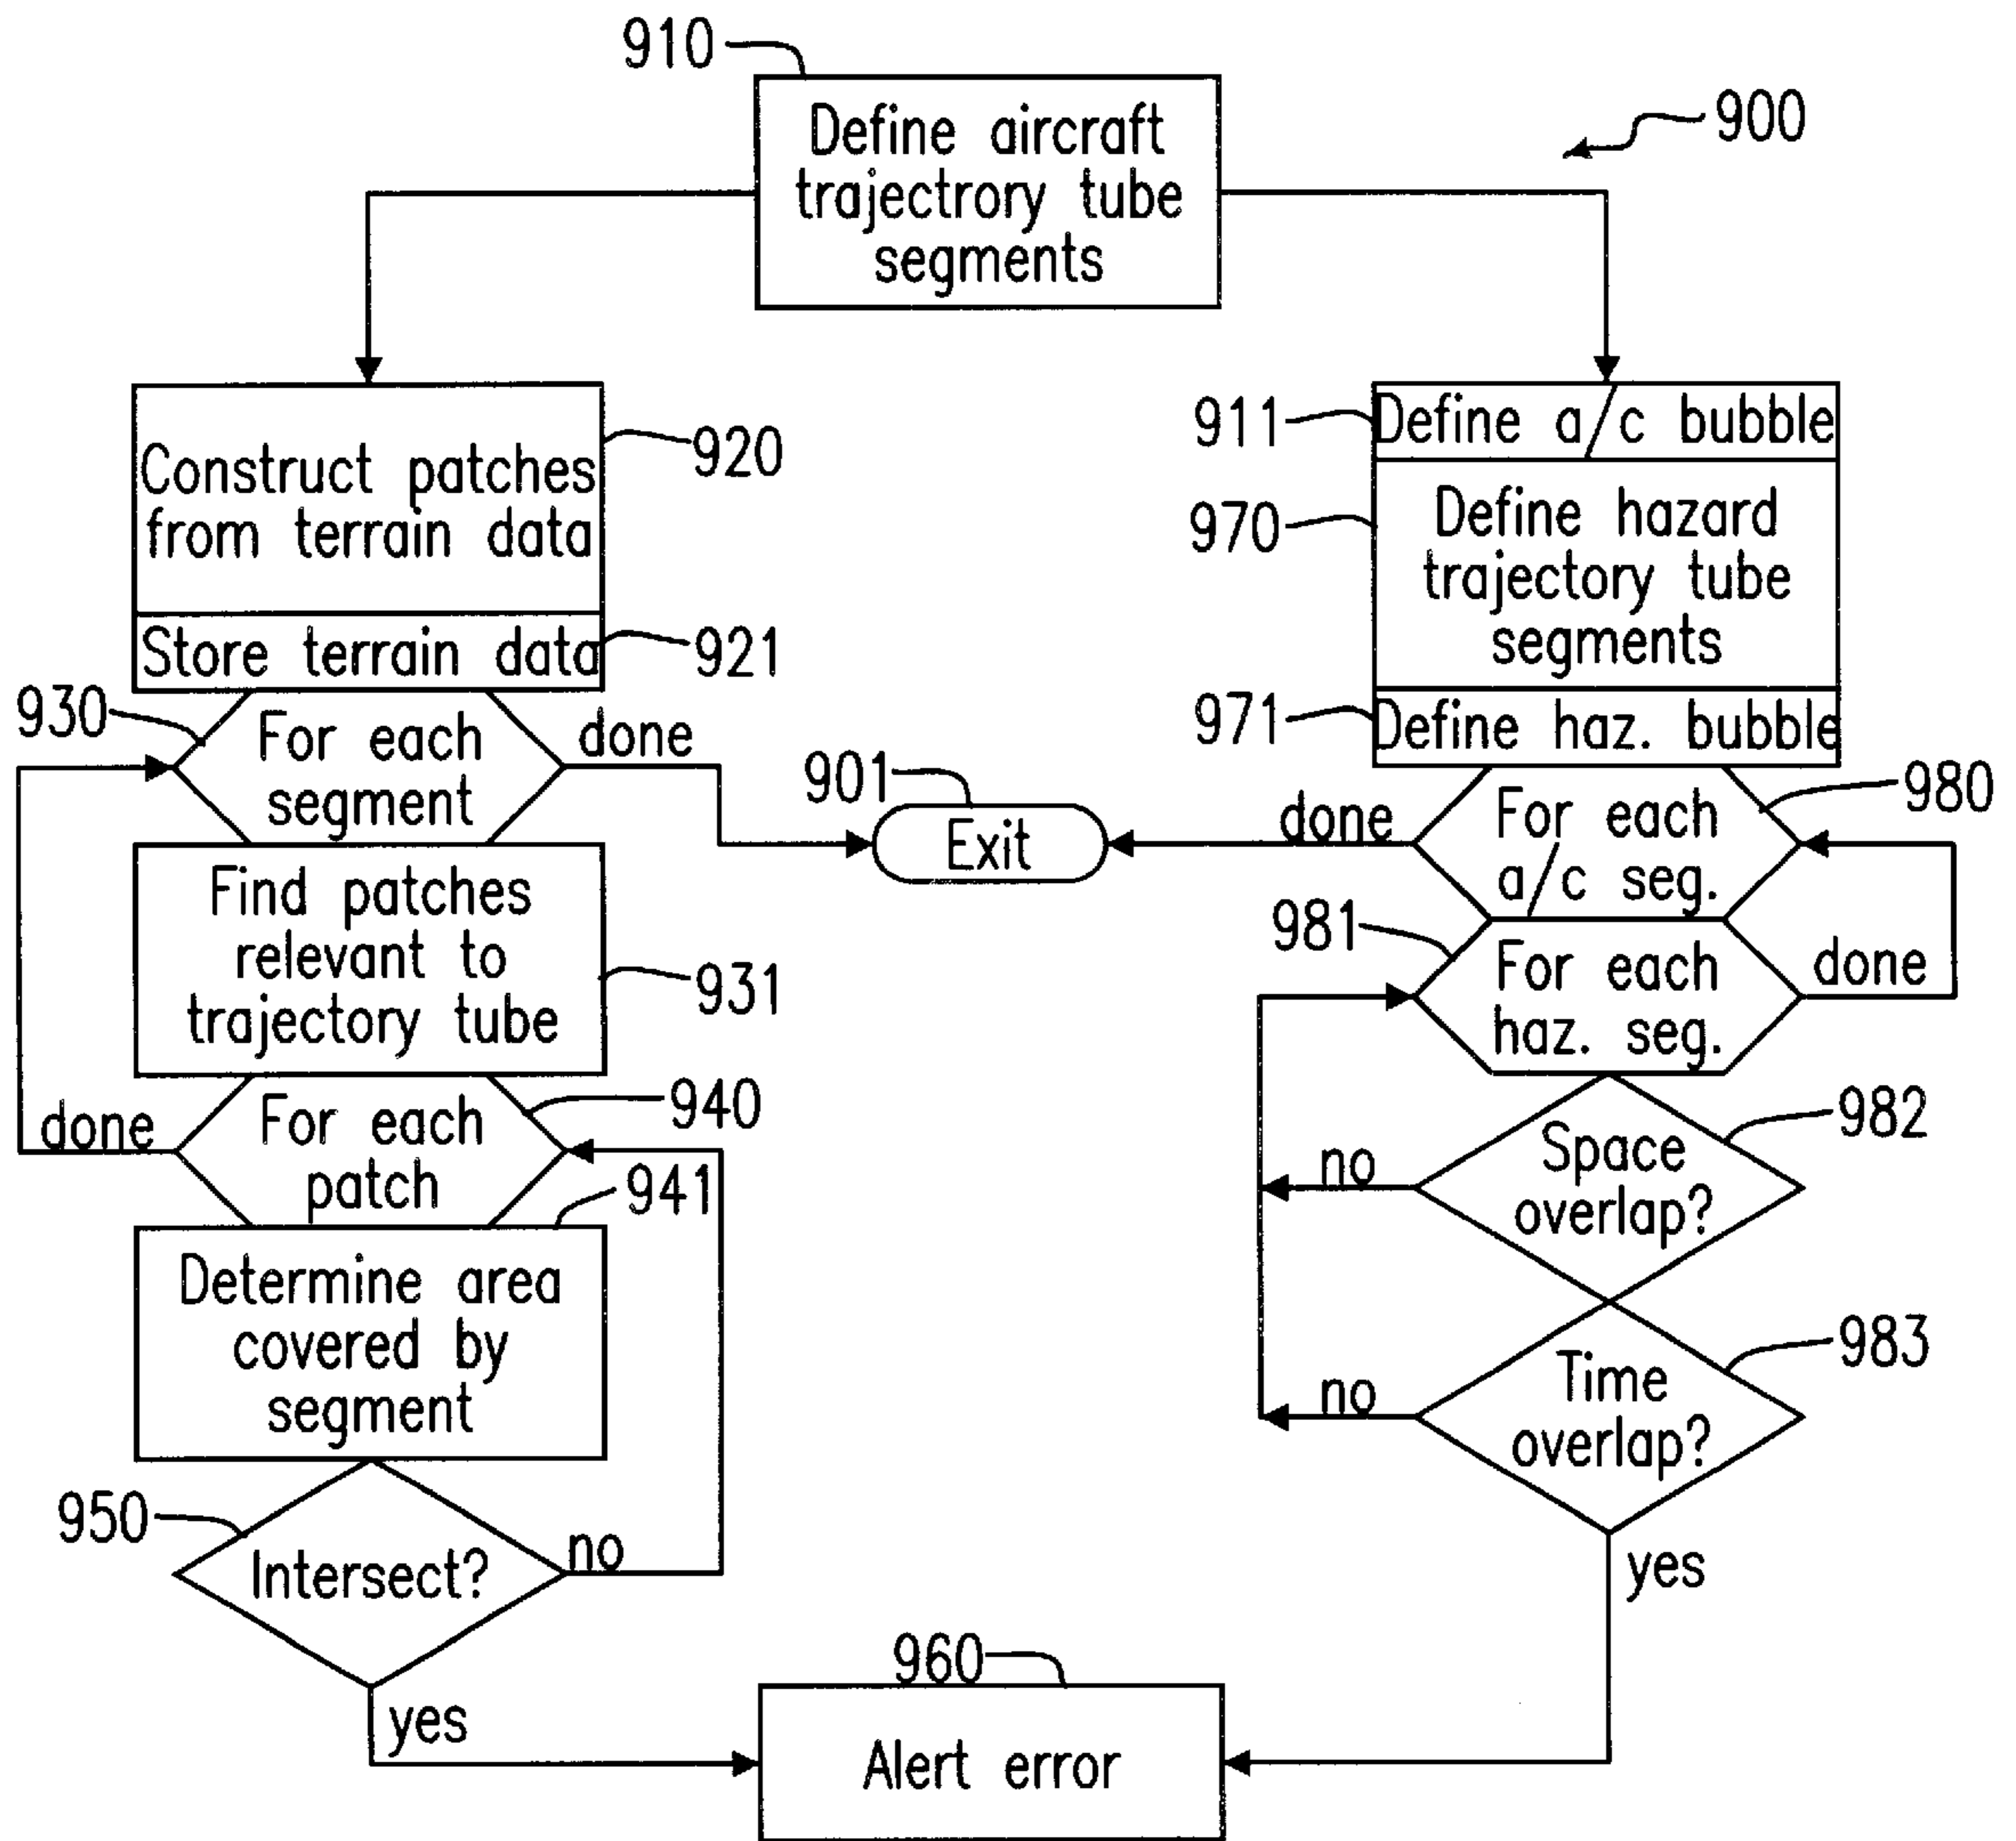 910
Define aircraft
trajectrory tube
segments
900
920
Construct patches
from terrain data
Store terrain data
921
911
Define a/c bubble
970
Define hazard
trajectory tube
segments
971
Define haz. bubble
930
For each
segment
done
901
Exit
done
For each
a/c seg.
980
Find patches
relevant to
trajectory tube
931
981
For each
haz. seg.
done
done
For each
patch
940
941
982
Space
overlap?
no
Determine area
covered by
segment
983
Time
overlap?
no
yes
950
Intersect?
no
yes
960
Alert error